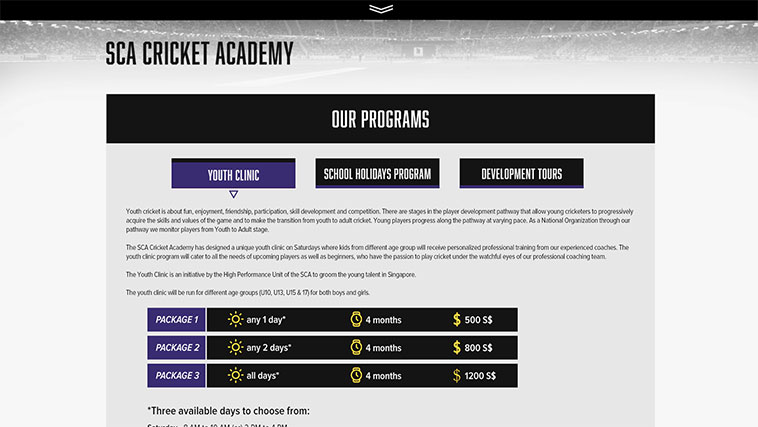 SCA CRICKET ACADEMY
OUR PROGRAMS
YOUTH CLINIC
SCHOOL HOLIDAYS PROGRAM
DEVELOPMENT TOURS
Youth cricket is about fun, enjoyment, friendship, participation, skill development and competition. There are stages in the player development pathway that allow young cricketers to progressively
acquire the skills and values of the game and to make the transition from youth to adult cricket. Young players progress along the pathway at varying pace. As a National Organization through our
pathway we monitor players from Youth to Adult stage.
The SCA Cricket Academy has designed a unique youth clinic on Saturdays where kids from different age group will receive personalized professional training from our experienced coaches. The
youth clinic program will cater to all the needs of upcoming players as well as beginners, who have the passion to play cricket under the watchful eyes of our professional coaching team.
The Youth Clinic is an initiative by the High Performance Unit of the SCA to groom the young talent in Singapore.
The youth clinic will be run for different age groups (U10, U13, U15 & 17) for both boys and girls.
PACKAGE 1 any 1 day* 4 months $ 500 S$
PACKAGE 2 any 2 days* 4 months $ 800 S$
PACKAGE 3 all days* 4 months $ 1200 S$
*Three available days to choose from: